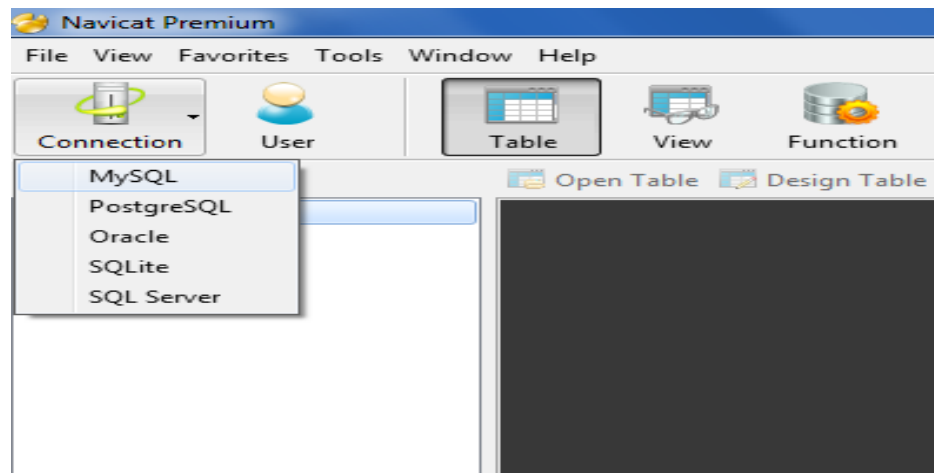 Navicat Premium
File View Favorites Tools Window Help
Connection User Table View Function
MySQL Open Table Design Table
PostgreSQL
Oracle
SQLite
SQL Server